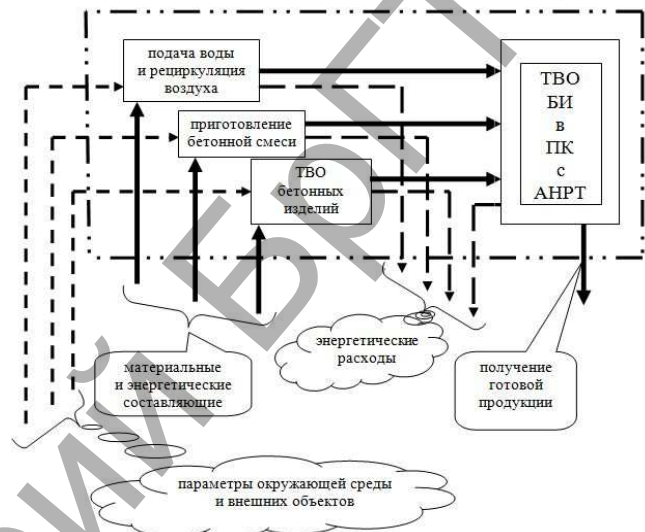 подача воды
и рециркуляция
воздуха
приготовление
бетонной смеси
ТВО
бетонных
изделий
ТВО
БИ
в
ПК
с
АНРТ
энергетические
расходы
материальные
и энергетические
составляющие
получение
готовой
продукции
параметры окружающей среды
и внешних объектов